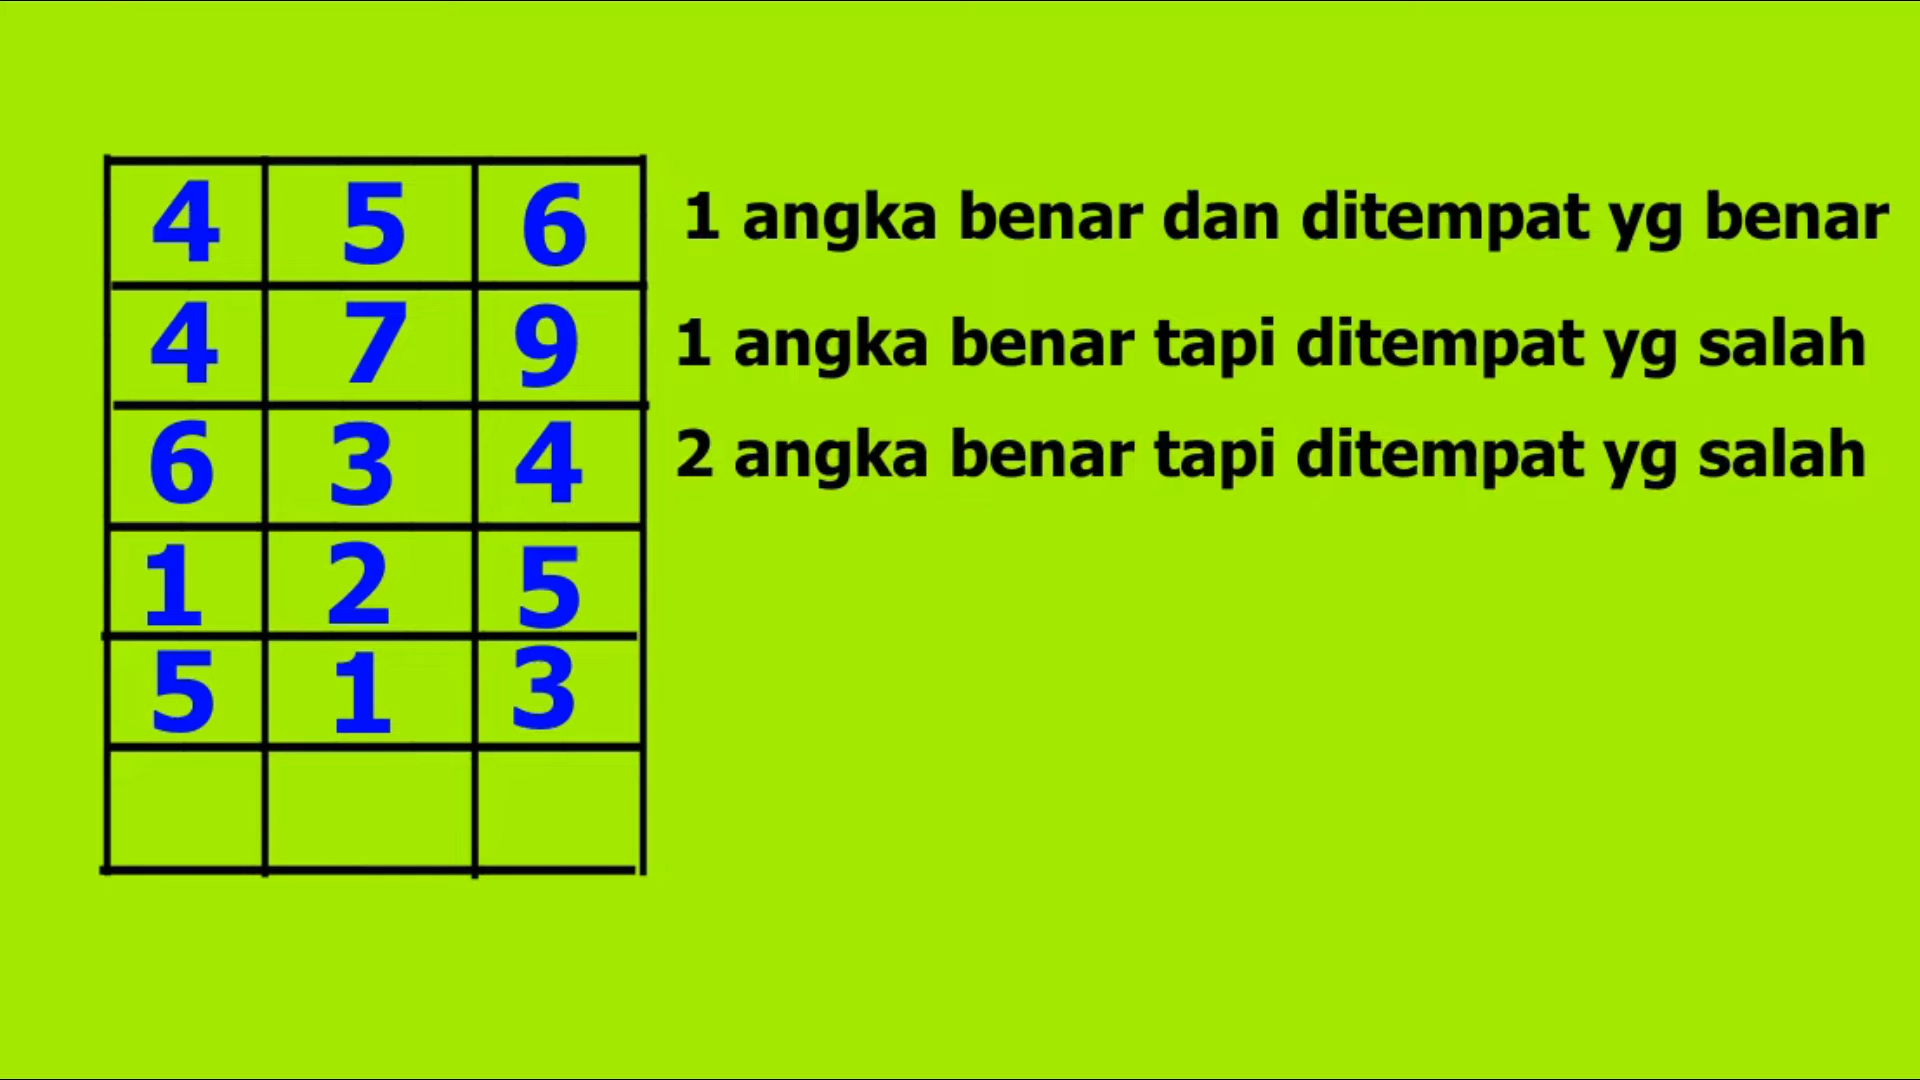 4 5 6 1 angka benar dan ditempat yg benar
4 7 9 1 angka benar tapi ditempat yg salah
6 3 4 2 angka benar tapi ditempat yg salah
1 2 5
5 1 3